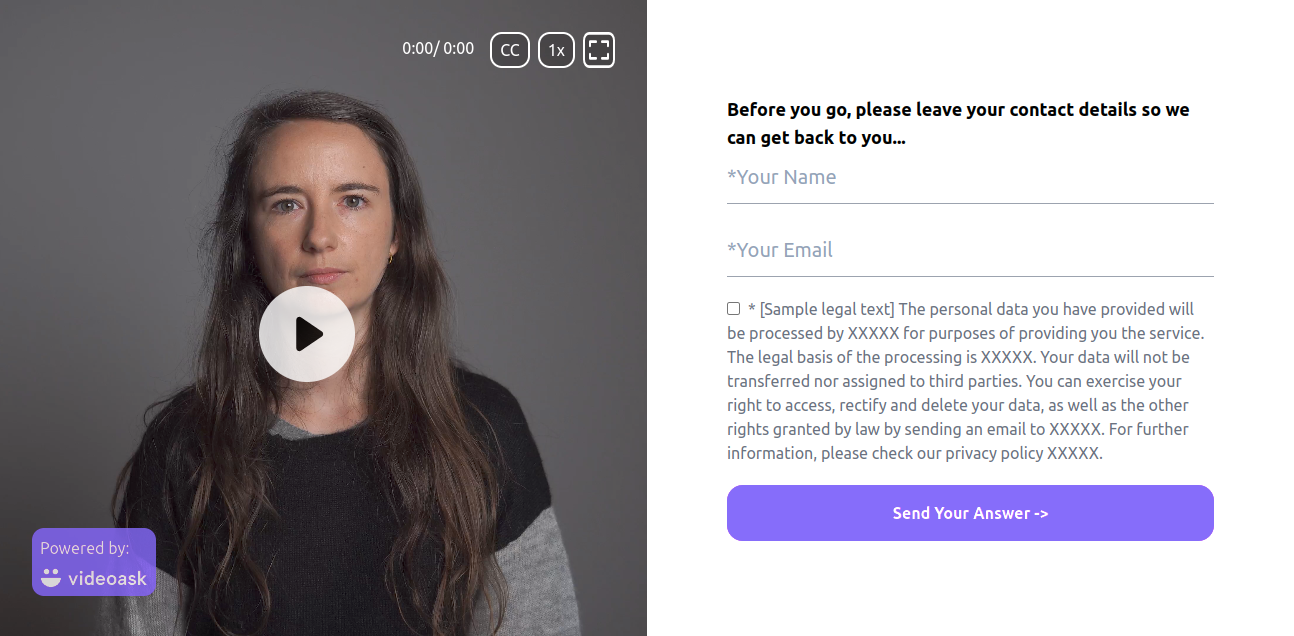 0:00/ 0:00 CC 1x
Powered by:
videoask
Before you go, please leave your contact details so we
can get back to you...
*Your Name
*Your Email
* [Sample legal text] The personal data you have provided will
be processed by XXXXX for purposes of providing you the service.
The legal basis of the processing is XXXXX. Your data will not be
transferred nor assigned to third parties. You can exercise your
right to access, rectify and delete your data, as well as the other
rights granted by law by sending an email to XXXXX. For further
information, please check our privacy policy XXXXX.
Send Your Answer ->